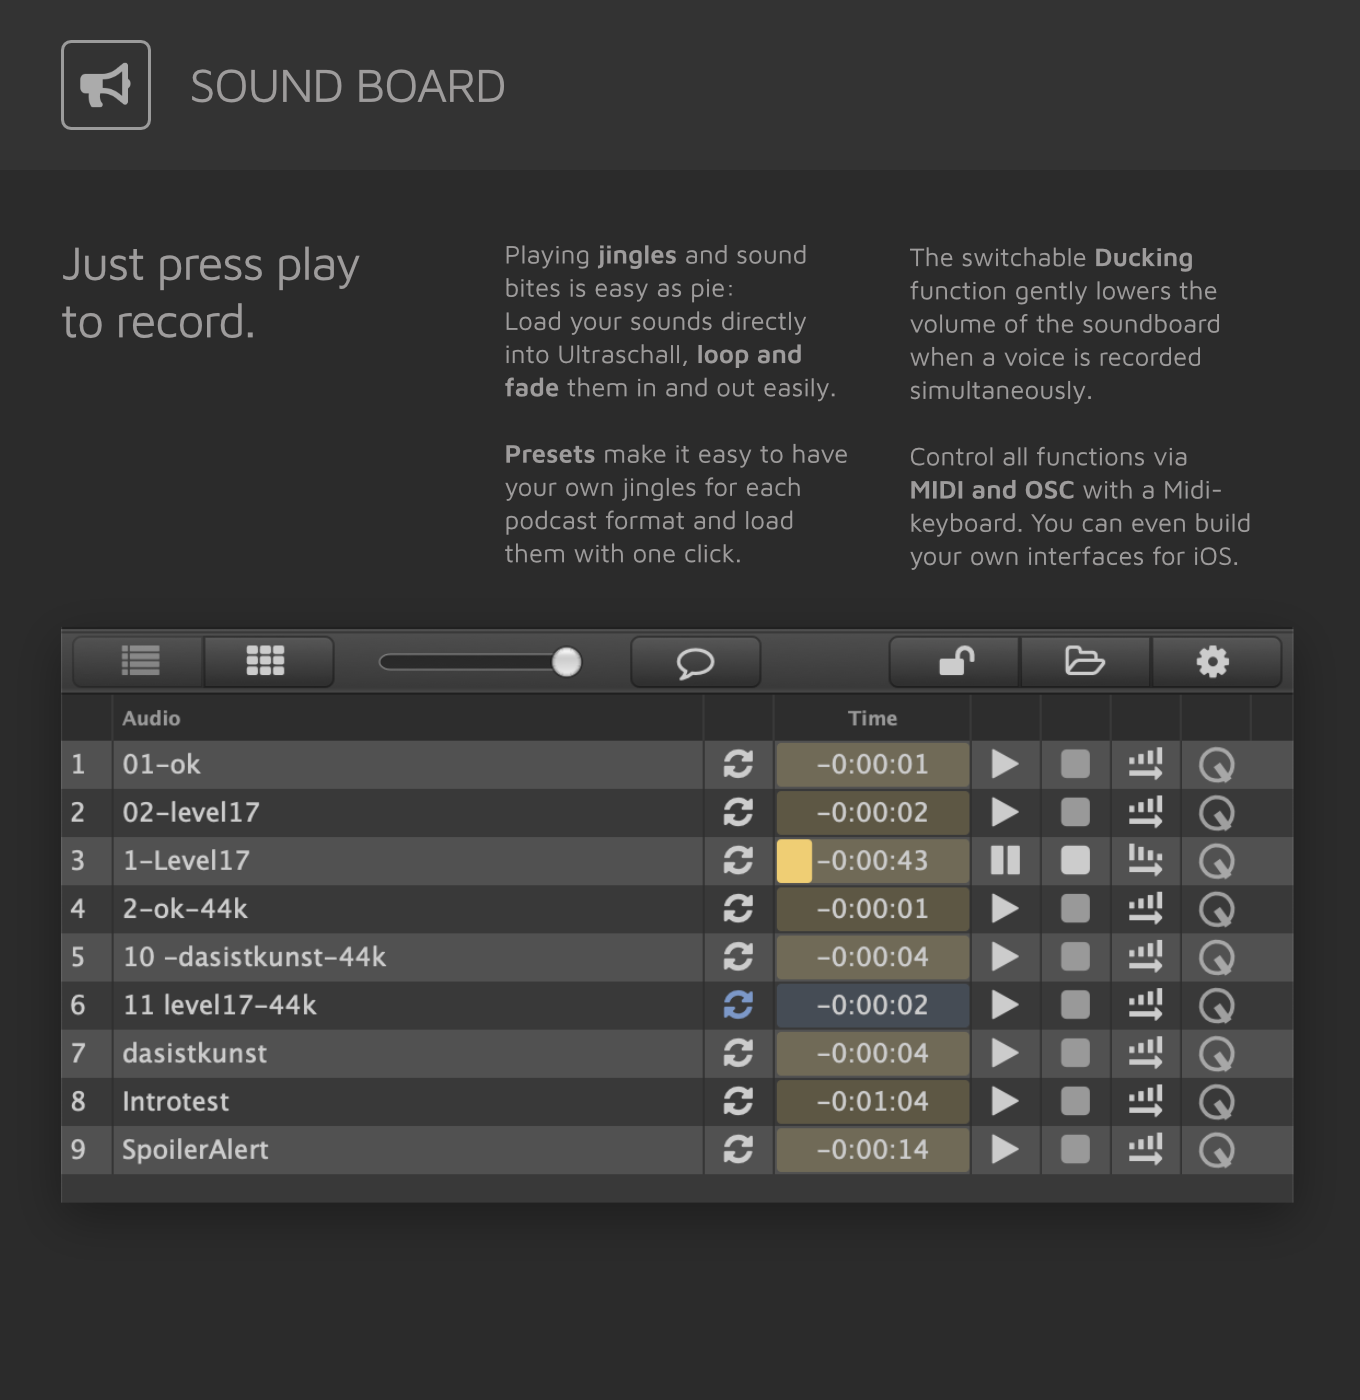 SOUND BOARD
Just press play
to record.
Playing jingles and sound
bites is easy as pie:
Load your sounds directly
into Ultraschall, loop and
fade them in and out easily.
Presets make it easy to have
your own jingles for each
podcast format and load
them with one click.
The switchable Ducking
function gently lowers the
volume of the soundboard
when a voice is recorded
simultaneously.
Control all functions via
MIDI and OSC with a Midi-
keyboard. You can even build
your own interfaces for iOS.
Audio Time
1 01-ok -0:00:01
2 02-level17 -0:00:02
3 1-Level17 -0:00:43
4 2-ok-44k -0:00:01
5 10 -dasistkunst-44k -0:00:04
6 11 level17-44k -0:00:02
7 dasistkunst -0:00:04
8 Introtest -0:01:04
9 SpoilerAlert -0:00:14